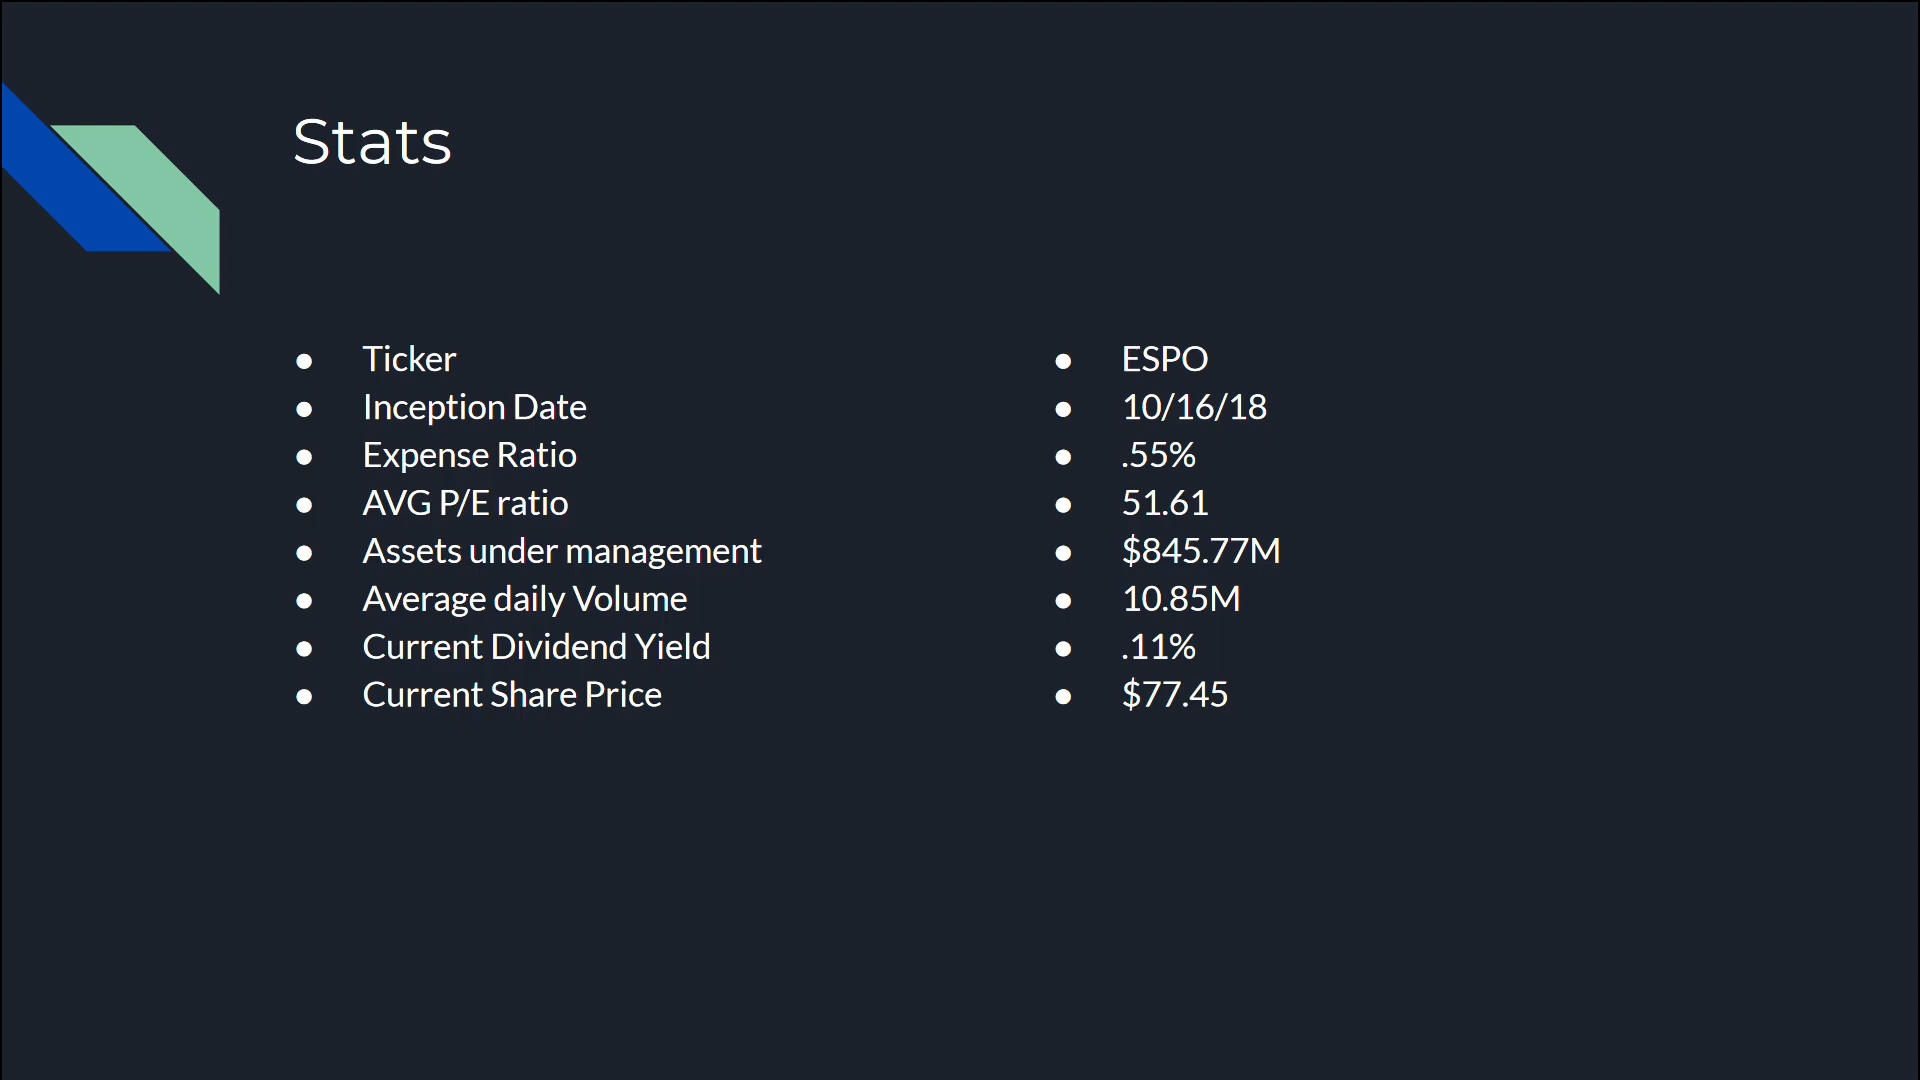 Stats
● Ticker
● Inception Date
● Expense Ratio
● AVG P/E ratio
● Assets under management
● Average daily Volume
● Current Dividend Yield
● Current Share Price
● ESPO
● 10/16/18
● .55%
● 51.61
● $845.77M
● 10.85M
● .11%
● $77.45